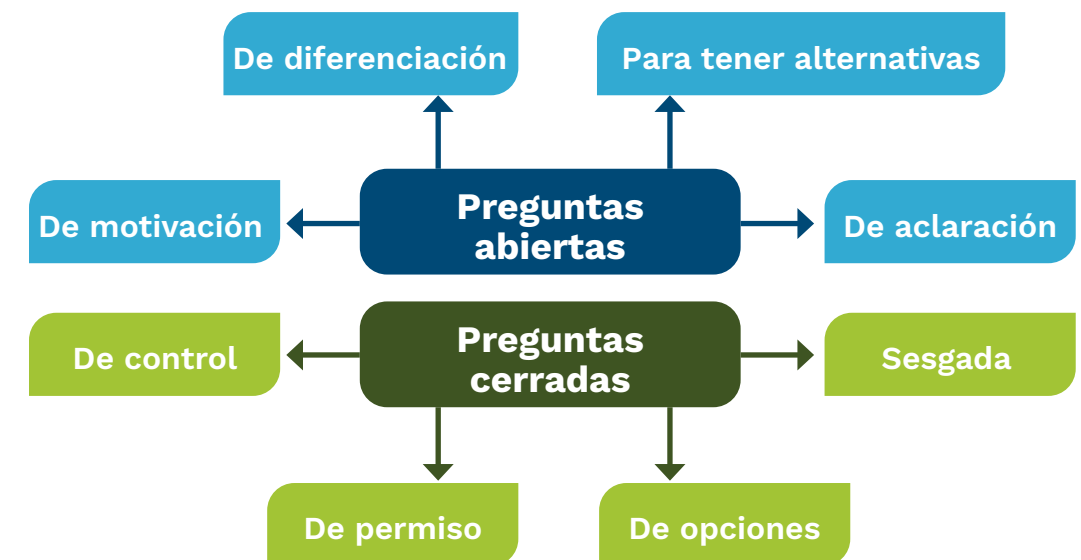 De diferenciación
Para tener alternativas
De motivación
Preguntas
abiertas
De aclaración
De control
Preguntas
cerradas
Sesgada
De permiso
De opciones